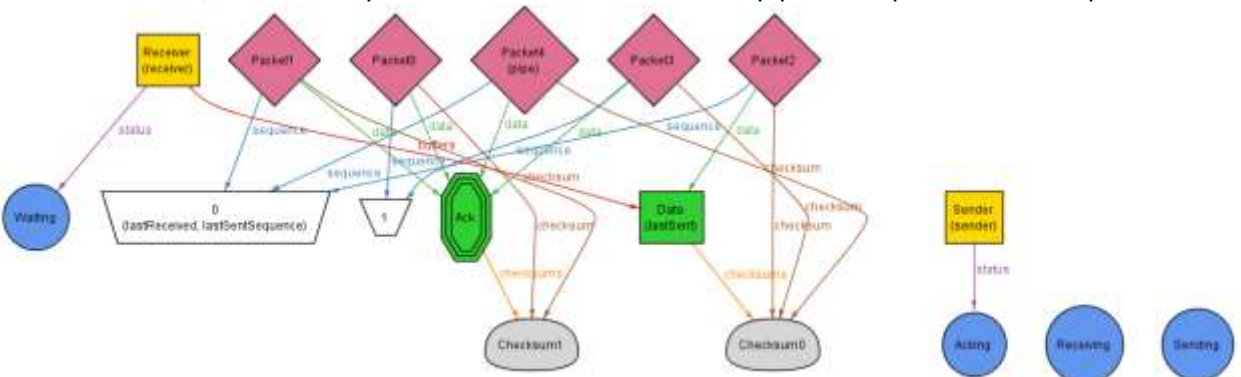 Receiver
(receiver)
Packet1
Packet0
Packet4
(pipe)
Packet3
Packet2
status
sequence
data
data
data
data
sequence
data
buffers
sequence
sequence
sequence
checksum
checksum
checksum
checksum
checksum
Waiting
0
(lastReceived, lastSentSequence)
1
Ack
Data
(lastSent)
Sender
(sender)
checksums
checksums
status
Checksum1
Checksum0
Acking
Receiving
Sending